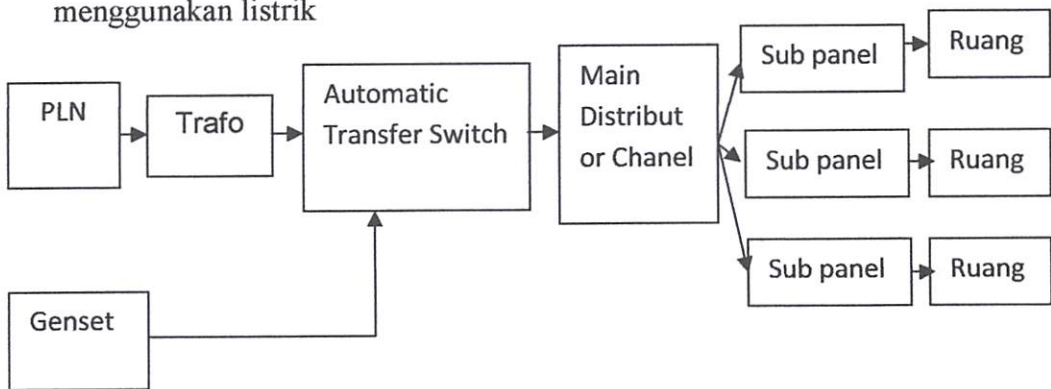 menggunakan listrik
PLN
Trafo
Automatic
Transfer Switch
Main
Distribut
or Chanel
Sub panel
Ruang
Sub panel
Ruang
Sub panel
Ruang
Genset